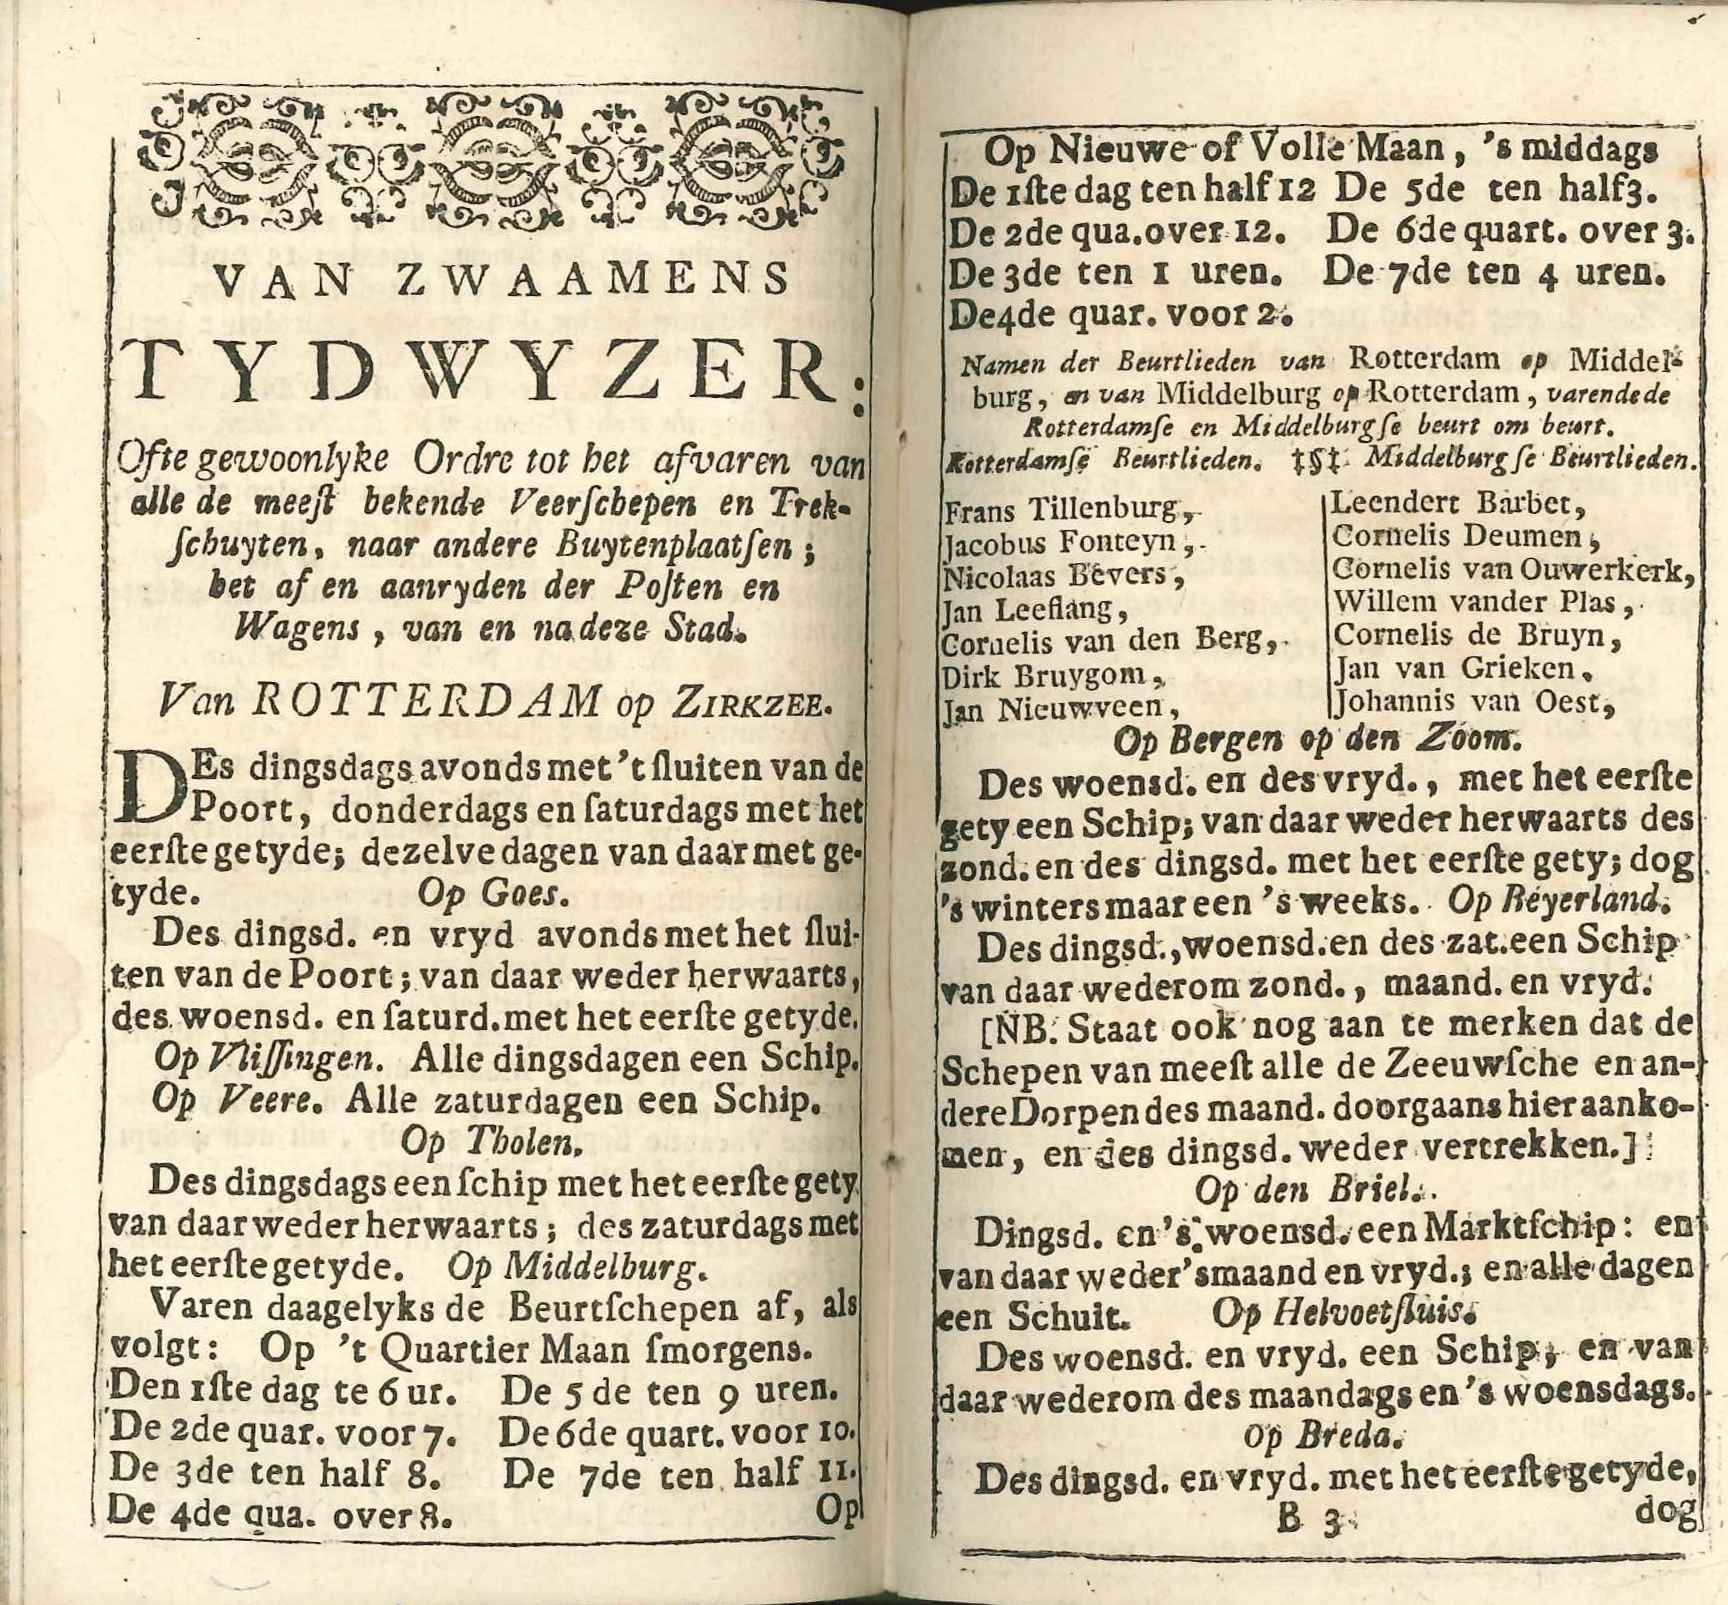 VAN ZWAAMENS
TYDWYZER:
Ofte gewoonlyke Ordre tot het afvaren van
alle de meeſt bekende Veerſchepen en Trek-
ſchuyten, naar andere Buytenplaatſen;
het af en aanryden der Poſten en
Wagens, van en na deze Stad.
Van ROTTERDAM op ZIRKZEE.
DEs dingsdags avonds met 't ſluiten van de
Poort, donderdags en ſaturdags met het
eerſte getyde; dezelve dagen van daar met ge-
tyde. Op Goes.
Des dingsd. en vryd avonds met het ſlui-
ten van de Poort; van daar weder herwaarts,
des woensd. en ſaturd. met het eerſte getyde.
Op Vliſſingen. Alle dingsdagen een Schip.
Op Veere. Alle zaturdagen een Schip.
Op Tholen.
Des dingsdags een ſchip met het eerſte gety
van daar weder herwaarts; des zaturdags met
het eerſte getyde. Op Middelburg.
Varen daagelyks de Beurtſchepen af, als
volgt: Op 't Quartier Maan ſmorgens.
Den 1ſte dag te 6 ur. De 5 de ten 9 uren.
De 2de quar. voor 7. De 6de quart. voor 10.
De 3de ten half 8. De 7de ten half 11.
De 4de qua. over 8. Op
Op Nieuwe of Volle Maan, 's middags
De 1ſte dag ten half 12 De 5de ten half 3.
De 2de qua. over 12. De 6de quart. over 3.
De 3de ten 1 uren. De 7de ten 4 uren.
De 4de quar. voor 2.
Namen der Beurtlieden van Rotterdam op Middel-
burg, en van Middelburg op Rotterdam, varende de
Rotterdamſe en Middelburgſe beurt om beurt.
Rotterdamſe Beurtlieden. ‡§‡ Middelburgſe Beurtlieden.
Frans Tillenburg, Leendert Barbet,
Jacobus Fonteyn, Cornelis Deumen,
Nicolaas Bevers, Cornelis van Ouwerkerk,
Jan Leeflang, Willem vander Plas,
Cornelis van den Berg, Cornelis de Bruyn,
Dirk Bruygom, Jan van Grieken.
Jan Nieuwveen, Johannis van Oest,
Op Bergen op den Zoom.
Des woensd. en des vryd., met het eerſte
gety een Schip; van daar weder herwaarts des
zond. en des dingsd. met het eerſte gety; dog
's winters maar een 's weeks. Op Reyerland.
Des dingsd., woensd. en des zat. een Schip
van daar wederom zond., maand. en vryd.
[NB. Staat ook nog aan te merken dat de
Schepen van meeſt alle de Zeeuwſche en an-
dere Dorpen des maand. doorgaans hier aanko-
men, en des dingsd. weder vertrekken.]
Op den Briel.
Dingsd. en 's woensd. een Marktſchip: en
van daar weder 's maand en vryd.; en alle dagen
een Schuit. Op Helvoetſluis.
Des woensd. en vryd. een Schip, en van
daar wederom des maandags en 's woensdags.
Op Breda.
Des dingsd. en vryd. met het eerſte getyde,
B 3 dog